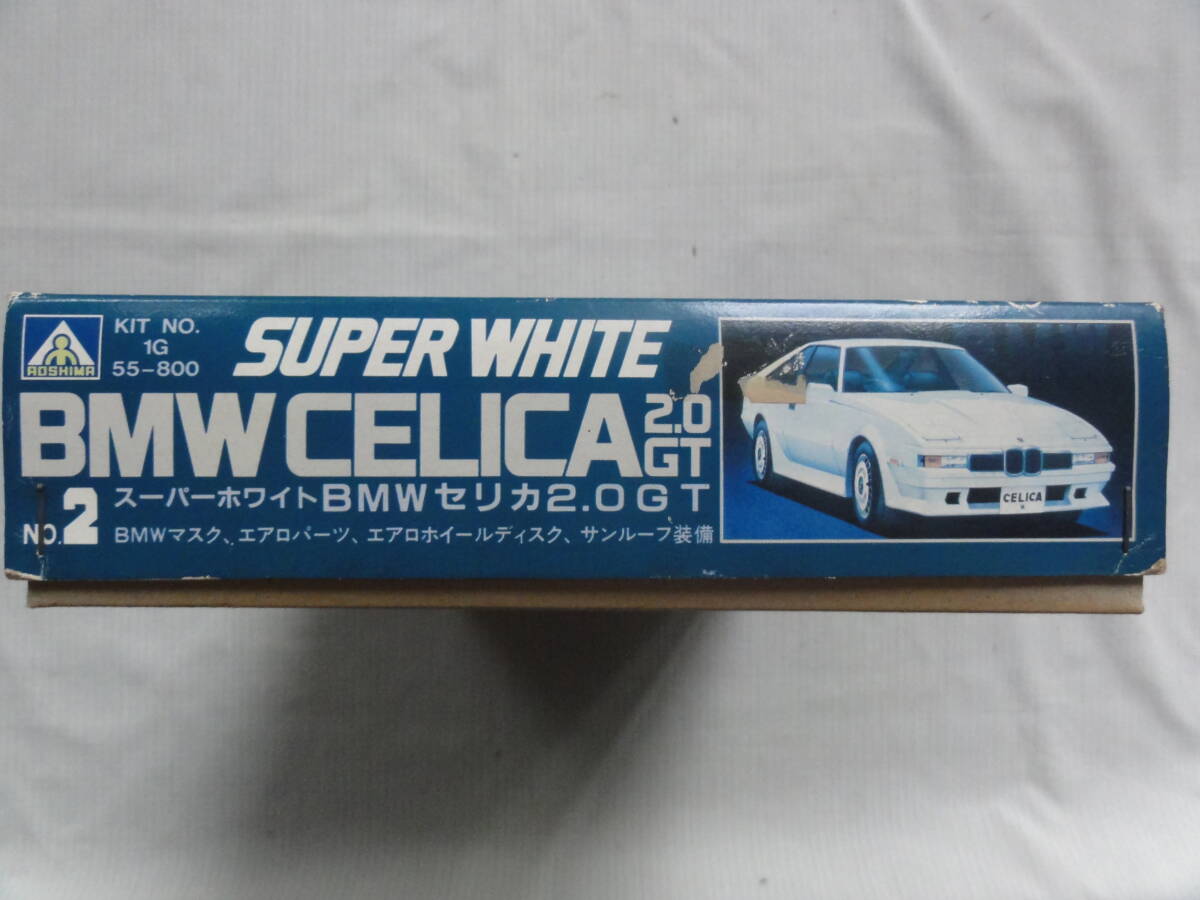 AOSHIMA
KIT NO.
1G
55-800
SUPER WHITE
BMW CELICA 2.0 GT
NO.2
スーパーホワイトBMWセリカ2.0GT
BMWマスク、エアロパーツ、エアロホイールディスク、サンルーフ装備
CELICA